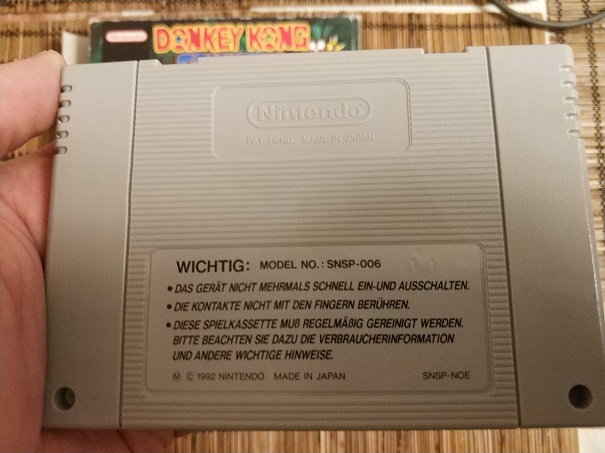 DONKEY KONG
Nintendo
PAT. PEND. MADE IN JAPAN
WICHTIG: MODEL NO.: SNSP-006
• DAS GERÄT NICHT MEHRMALS SCHNELL EIN-UND AUSSCHALTEN.
• DIE KONTAKTE NICHT MIT DEN FINGERN BERÜHREN.
• DIESE SPIELKASSETTE MUß REGELMÄßIG GEREINIGT WERDEN.
BITTE BEACHTEN SIE DAZU DIE VERBRAUCHERINFORMATION
UND ANDERE WICHTIGE HINWEISE.
Ⓜ © 1992 NINTENDO MADE IN JAPAN SNSP-NOE